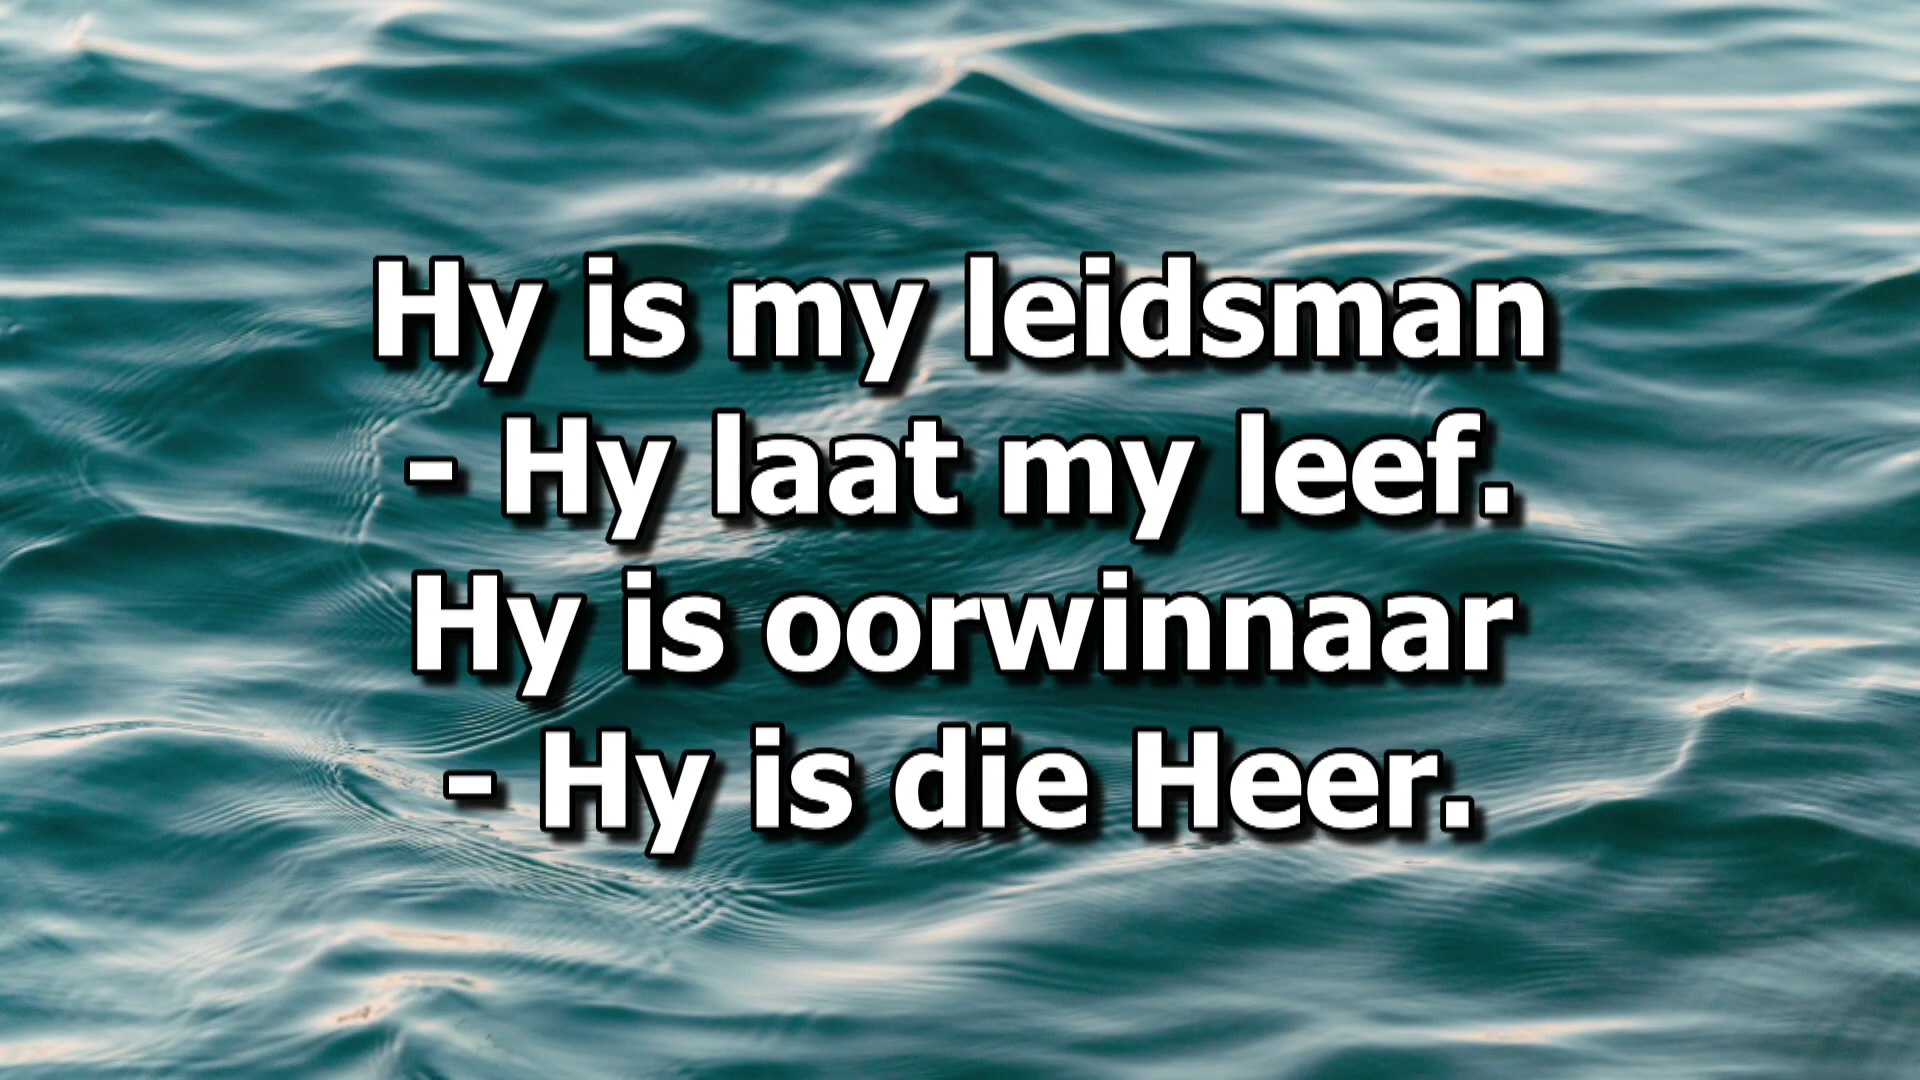 Hy is my leidsman
- Hy laat my leef.
Hy is oorwinnaar
- Hy is die Heer.